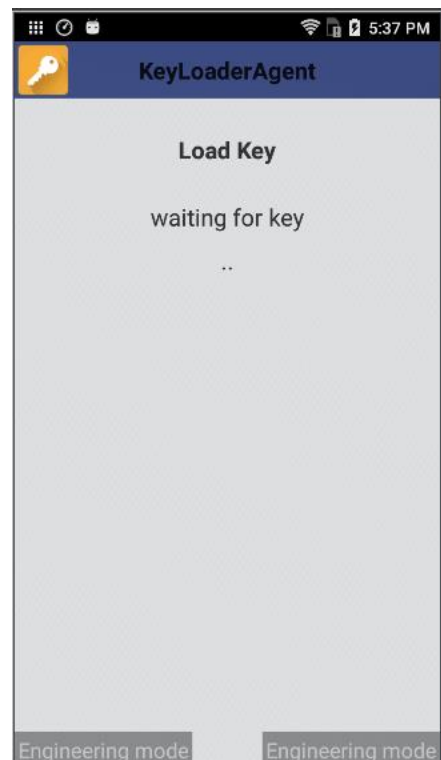 5:37 PM
KeyLoaderAgent
Load Key
waiting for key
..
Engineering mode Engineering mode